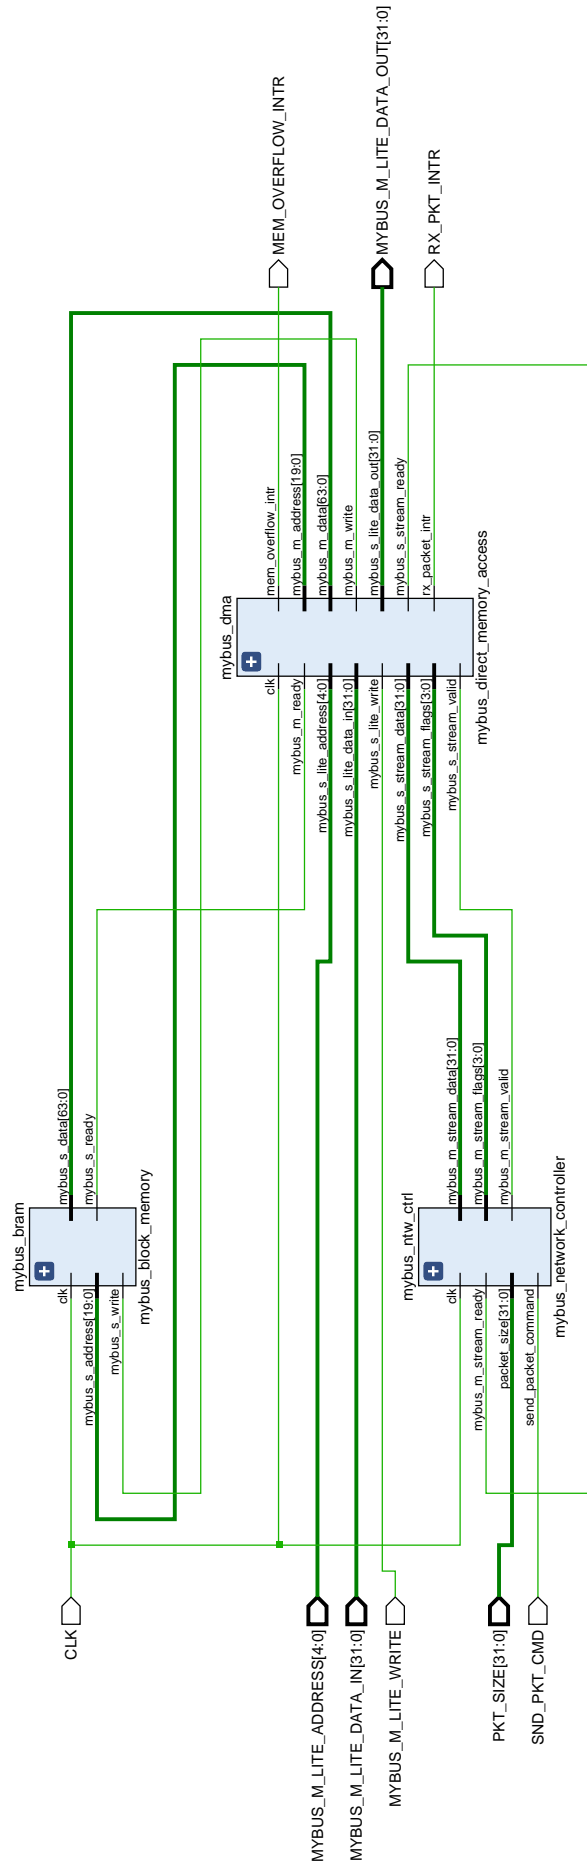 CLK
MYBUS_M_LITE_ADDRESS[4:0]
MYBUS_M_LITE_DATA_IN[31:0]
MYBUS_M_LITE_WRITE
PKT_SIZE[31:0]
SND_PKT_CMD
mybus_bram
clk
mybus_s_address[19:0]
mybus_s_write
mybus_s_data[63:0]
mybus_s_ready
mybus_block_memory
mybus_ntw_ctrl
clk
mybus_m_stream_ready
packet_size[31:0]
send_packet_command
mybus_m_stream_data[31:0]
mybus_m_stream_flags[3:0]
mybus_m_stream_valid
mybus_network_controller
mybus_dma
clk
mybus_m_ready
mybus_s_lite_address[4:0]
mybus_s_lite_data_in[31:0]
mybus_s_lite_write
mybus_s_stream_data[31:0]
mybus_s_stream_flags[3:0]
mybus_s_stream_valid
mem_overflow_intr
mybus_m_address[19:0]
mybus_m_data[63:0]
mybus_m_write
mybus_s_lite_data_out[31:0]
mybus_s_stream_ready
rx_packet_intr
mybus_direct_memory_access
MEM_OVERFLOW_INTR
MYBUS_M_LITE_DATA_OUT[31:0]
RX_PKT_INTR